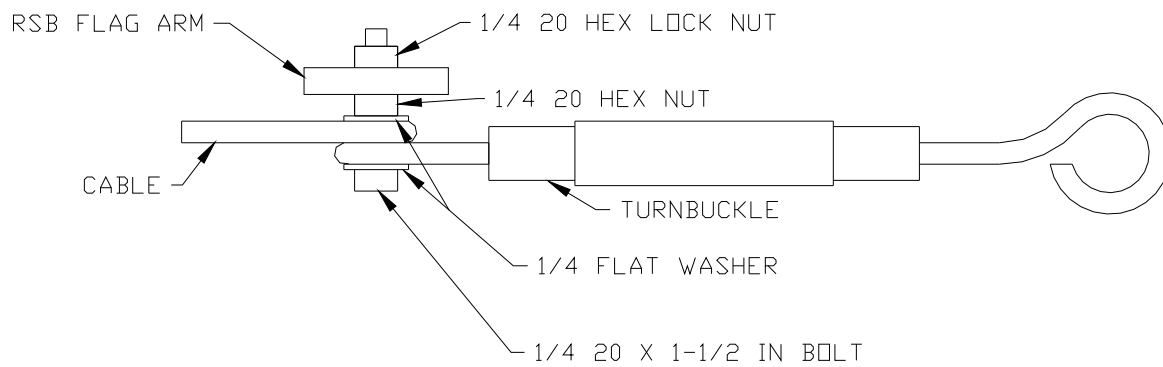 RSB FLAG ARM
1/4 20 HEX LOCK NUT
1/4 20 HEX NUT
CABLE
TURNBUCKLE
1/4 FLAT WASHER
1/4 20 X 1-1/2 IN BOLT